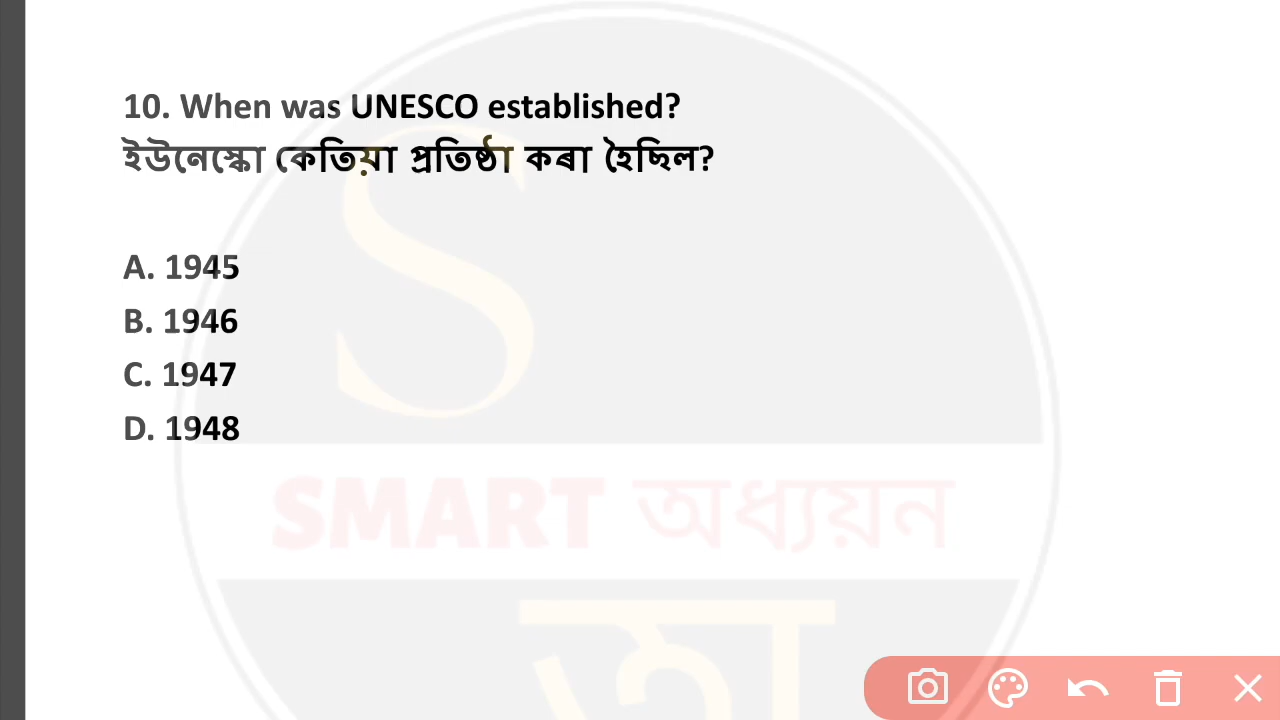 10. When was UNESCO established?
ইউনেস্কো কেতিয়া প্ৰতিষ্ঠা কৰা হৈছিল?
A. 1945
B. 1946
C. 1947
D. 1948
S
SMART অধ্যয়ন
অ